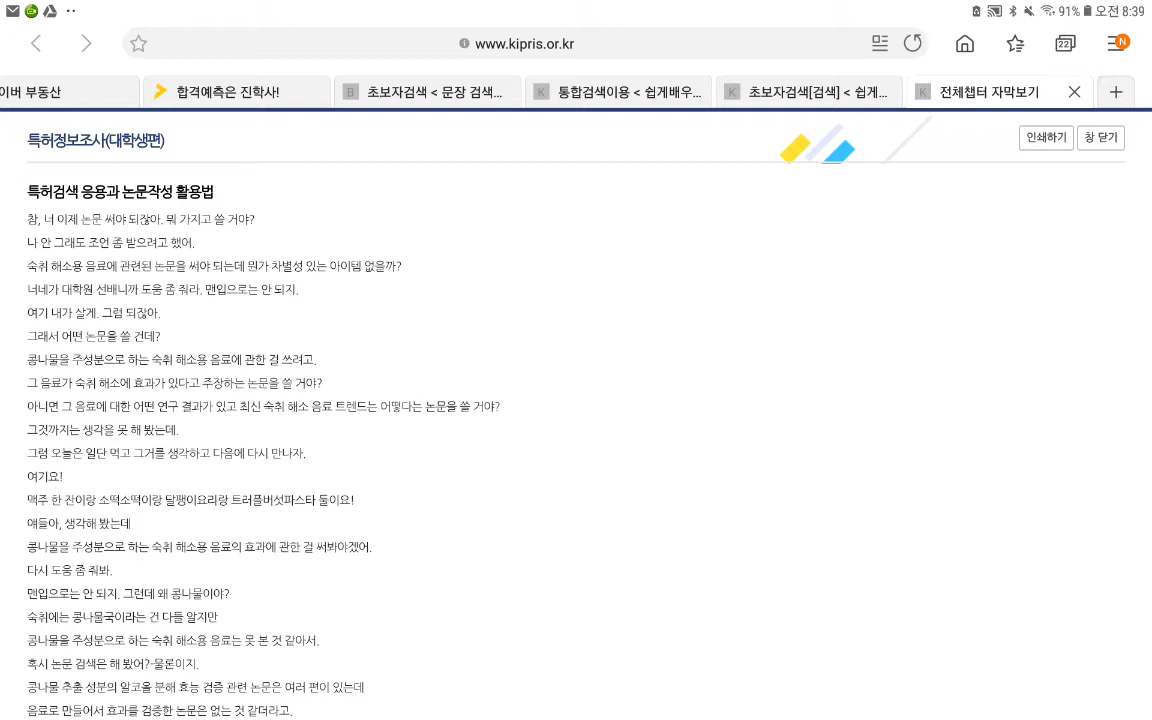 91% 오전 8:39
www.kipris.or.kr
22
N
이버 부동산
합격예측은 진학사!
B 초보자검색 < 문장 검색...
K 통합검색이용 < 쉽게배우...
K 초보자검색[검색] < 쉽게...
K 전체챕터 자막보기
특허정보조사(대학생편)
인쇄하기
창 닫기
특허검색 응용과 논문작성 활용법
참, 너 이제 논문 써야 되잖아. 뭐 가지고 쓸 거야?
나 안 그래도 조언 좀 받으려고 했어.
숙취 해소용 음료에 관련된 논문을 써야 되는데 뭔가 차별성 있는 아이템 없을까?
너네가 대학원 선배니까 도움 좀 줘라. 맨입으로는 안 되지.
여기 내가 살게. 그럼 되잖아.
그래서 어떤 논문을 쓸 건데?
콩나물을 주성분으로 하는 숙취 해소용 음료에 관한 걸 쓰려고.
그 음료가 숙취 해소에 효과가 있다고 주장하는 논문을 쓸 거야?
아니면 그 음료에 대한 어떤 연구 결과가 있고 최신 숙취 해소 음료 트렌드는 어떻다는 논문을 쓸 거야?
그것까지는 생각을 못 해 봤는데.
그럼 오늘은 일단 먹고 그거를 생각하고 다음에 다시 만나자.
여기요!
맥주 한 잔이랑 소떡소떡이랑 달팽이요리랑 트러플버섯파스타 둘이요!
얘들아, 생각해 봤는데
콩나물을 주성분으로 하는 숙취 해소용 음료의 효과에 관한 걸 써봐야겠어.
다시 도움 좀 줘봐.
맨입으로는 안 되지. 그런데 왜 콩나물이야?
숙취에는 콩나물국이라는 건 다들 알지만
콩나물을 주성분으로 하는 숙취 해소용 음료는 못 본 것 같아서.
혹시 논문 검색은 해 봤어?-물론이지.
콩나물 추출 성분의 알코올 분해 효능 검증 관련 논문은 여러 편이 있는데
음료로 만들어서 효과를 검증한 논문은 없는 것 같더라고.